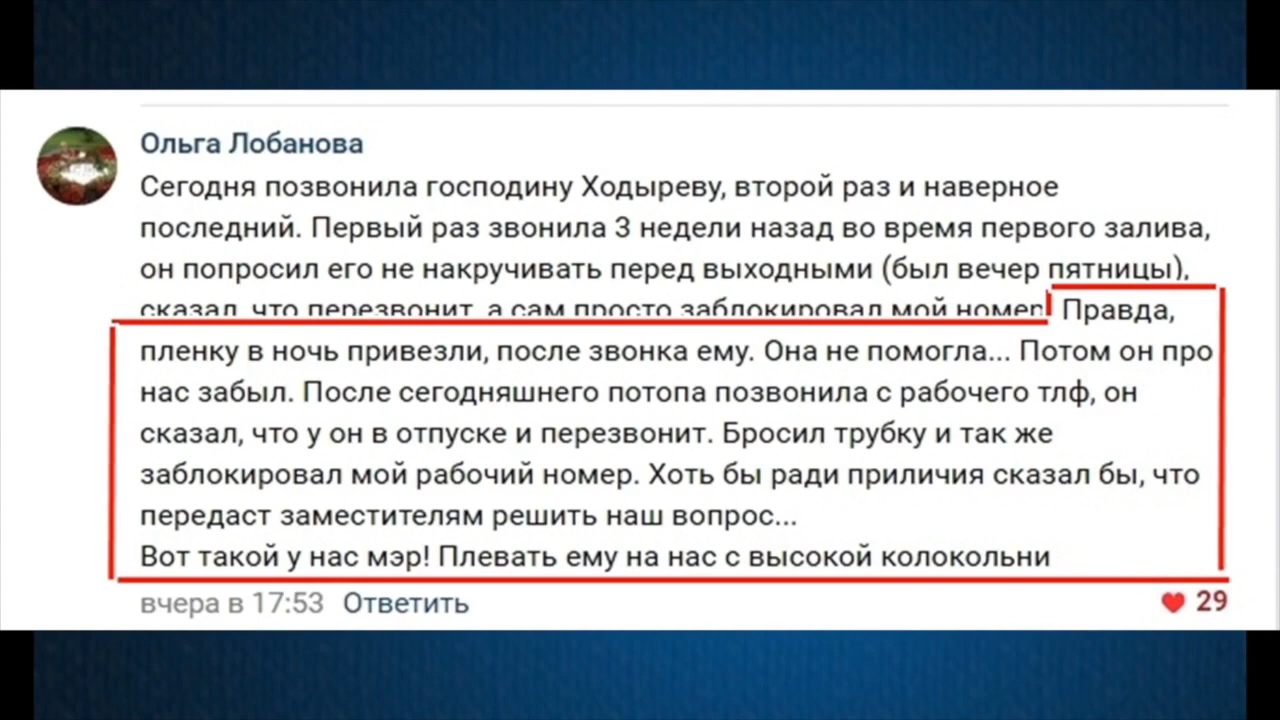 Ольга Лобанова
Сегодня позвонила господину Ходыреву, второй раз и наверное
последний. Первый раз звонила 3 недели назад во время первого залива,
он попросил его не накручивать перед выходными (был вечер пятницы),
сказал, что перезвонит, а сам просто заблокировал мой номер. Правда,
пленку в ночь привезли, после звонка ему. Она не помогла... Потом он про
нас забыл. После сегодняшнего потопа позвонила с рабочего тлф, он
сказал, что у он в отпуске и перезвонит. Бросил трубку и так же
заблокировал мой рабочий номер. Хоть бы ради приличия сказал бы, что
передаст заместителям решить наш вопрос...
Вот такой у нас мэр! Плевать ему на нас с высокой колокольни
вчера в 17:53 Ответить 29